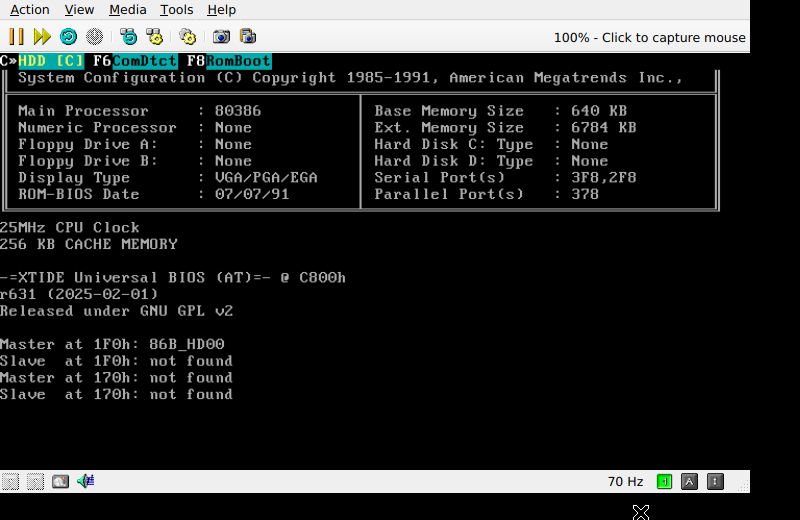 Action View Media Tools Help
100% - Click to capture mouse
C»HDD [C] F6ComDtct F8RomBoot
System Configuration (C) Copyright 1985-1991, American Megatrends Inc.,
Main Processor : 80386 Base Memory Size : 640 KB
Numeric Processor : None Ext. Memory Size : 6784 KB
Floppy Drive A: : None Hard Disk C: Type : None
Floppy Drive B: : None Hard Disk D: Type : None
Display Type : VGA/PGA/EGA Serial Port(s) : 3F8,2F8
ROM-BIOS Date : 07/07/91 Parallel Port(s) : 378
25MHz CPU Clock
256 KB CACHE MEMORY
-=XTIDE Universal BIOS (AT)=- @ C800h
r631 (2025-02-01)
Released under GNU GPL v2
Master at 1F0h: 86B_HD00
Slave at 1F0h: not found
Master at 170h: not found
Slave at 170h: not found
70 Hz